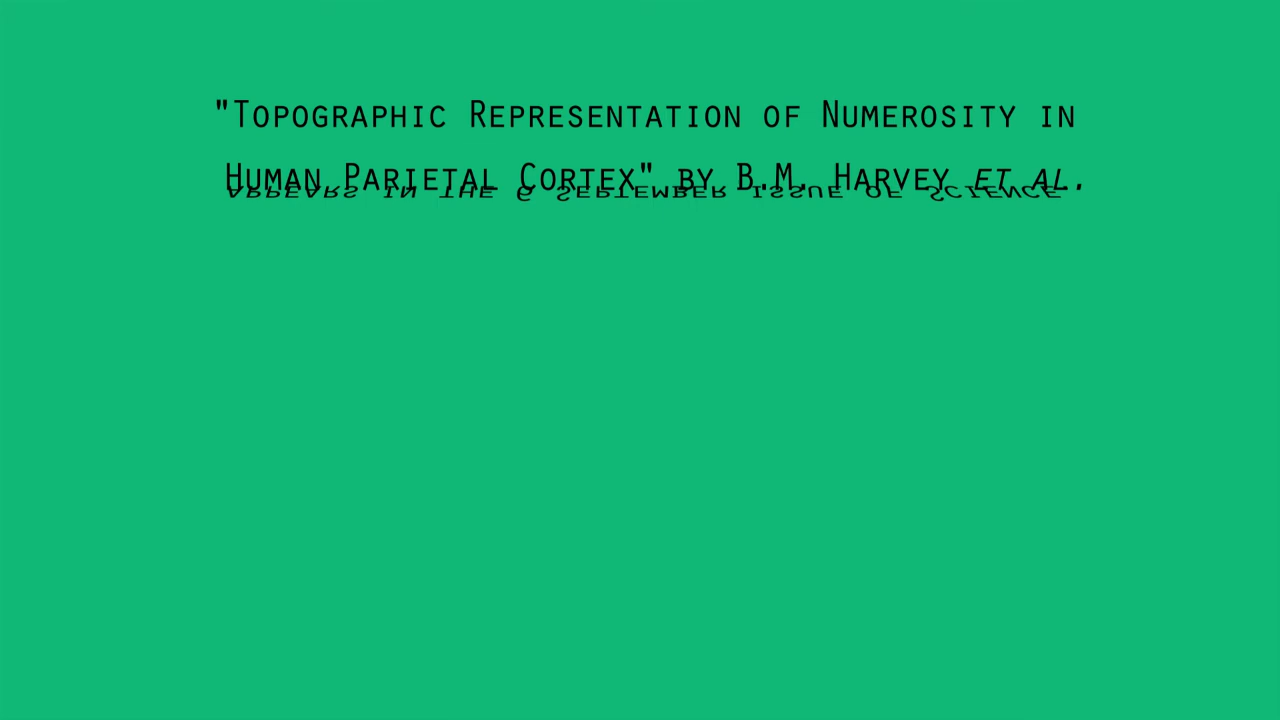 "Topographic Representation of Numerosity in
Human Parietal Cortex" by B.M. Harvey et al.
appears in the 6 September issue of Science